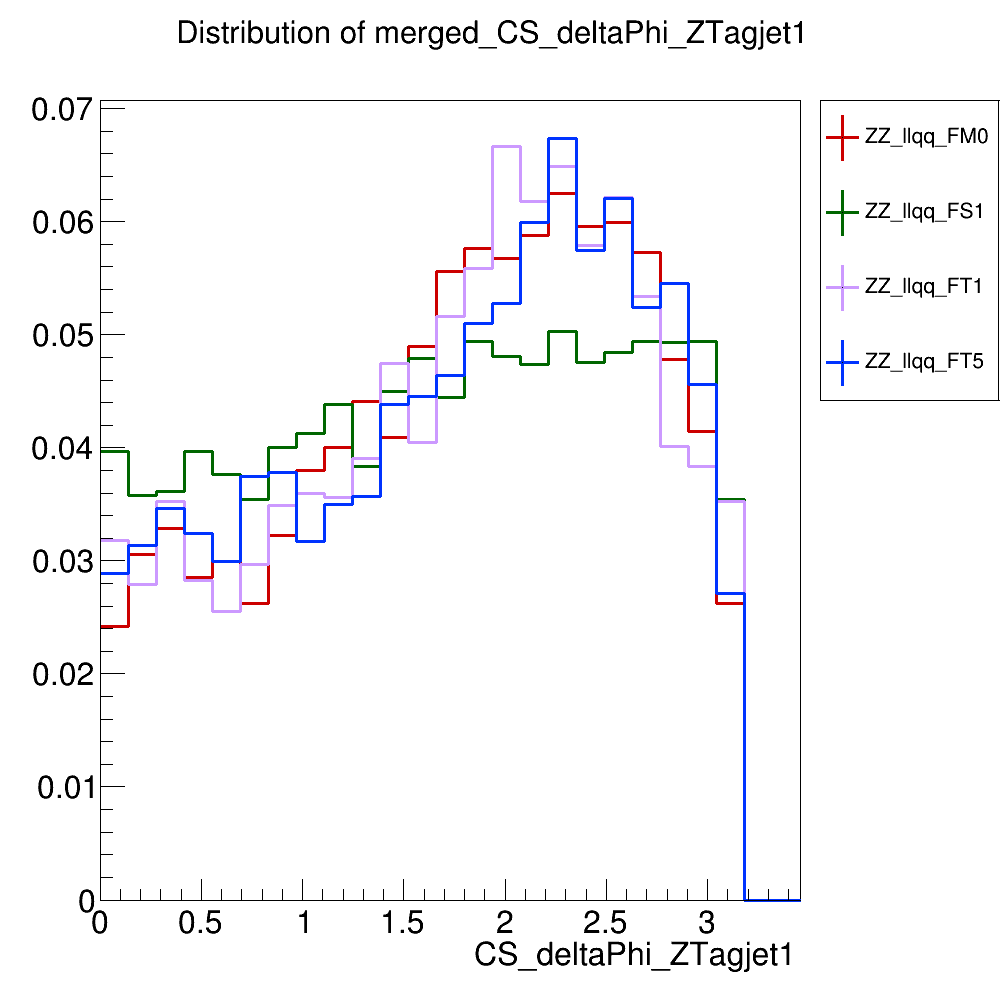 Distribution of merged_CS_deltaPhi_ZTagjet1
0.07
0.06
0.05
0.04
0.03
0.02
0.01
0
0 0.5 1 1.5 2 2.5 3
CS_deltaPhi_ZTagjet1
ZZ_llqq_FM0
ZZ_llqq_FS1
ZZ_llqq_FT1
ZZ_llqq_FT5